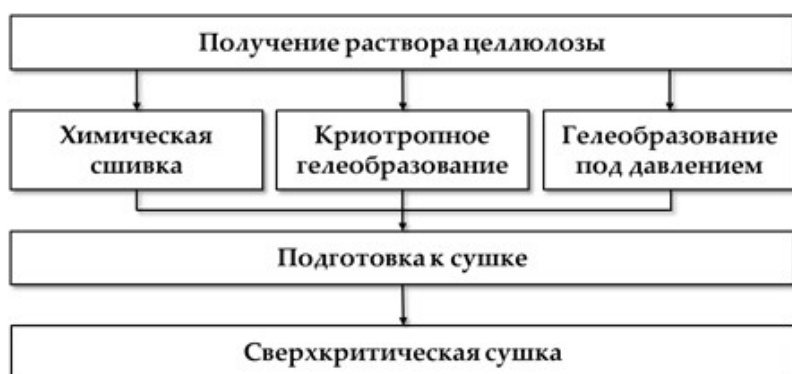 Получение раствора целлюлозы
Химическая
сшивка
Криотропное
гелеобразование
Гелеобразование
под давлением
Подготовка к сушке
Сверхкритическая сушка